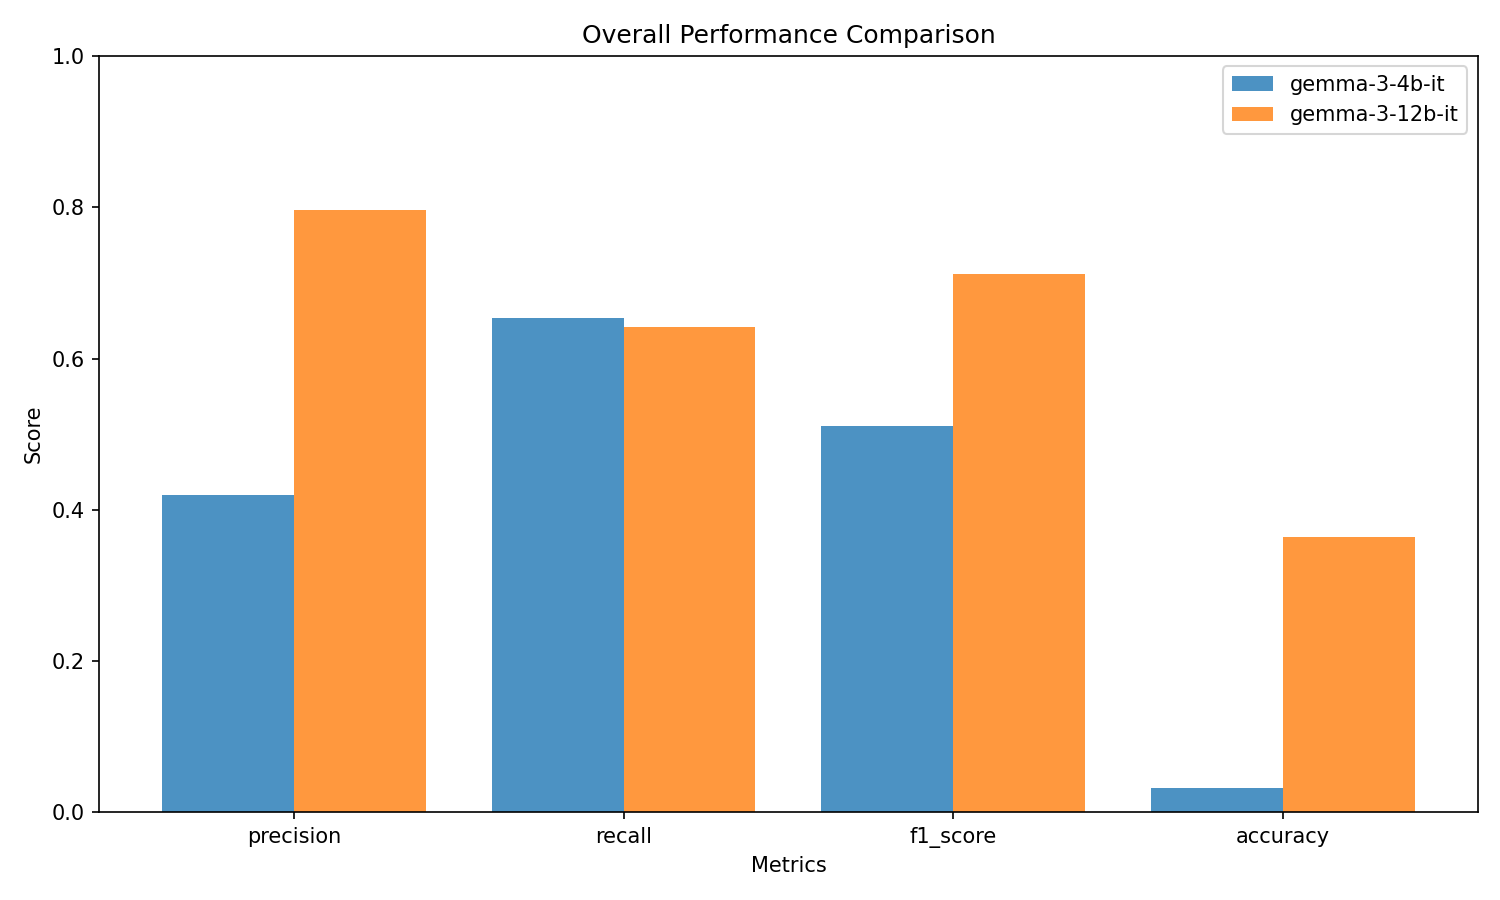 Overall Performance Comparison
gemma-3-4b-it
gemma-3-12b-it
1.0
0.8
0.6
0.4
0.2
0.0
Score
precision recall f1_score accuracy
Metrics